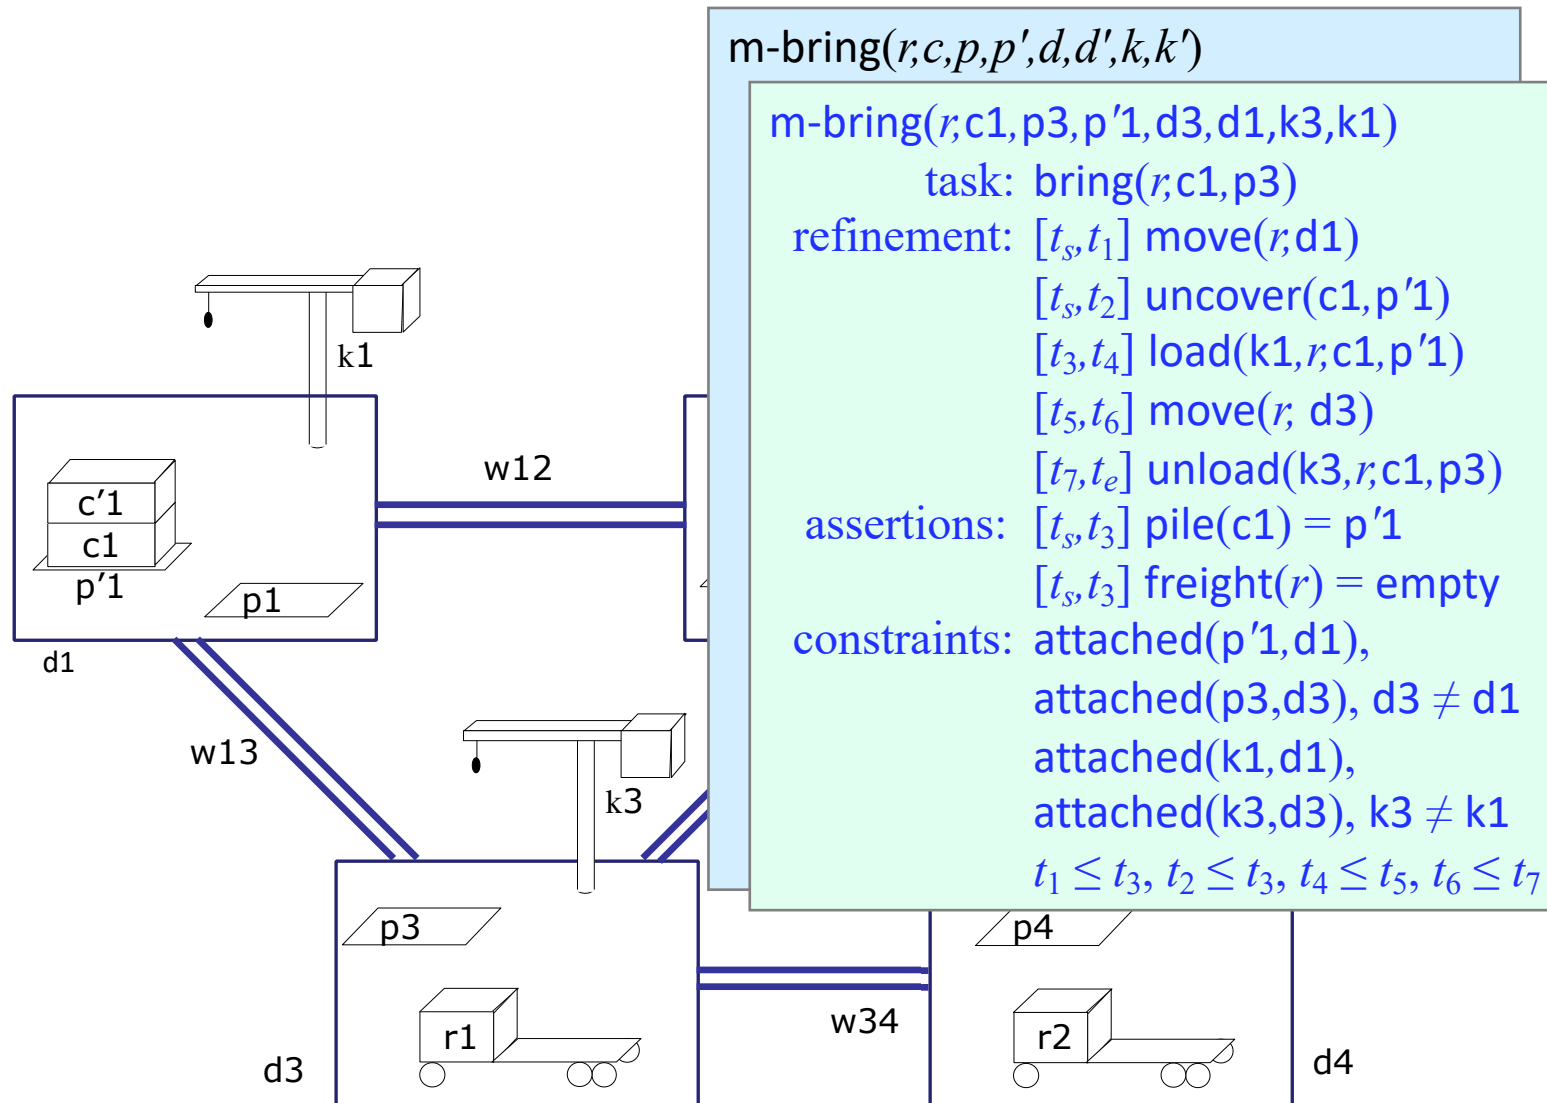 m-bring(r,c,p,p′,d,d′,k,k′)
m-bring(r,c1,p3,p′1,d3,d1,k3,k1)
task: bring(r,c1,p3)
refinement: [tₛ,t₁] move(r,d1)
[tₛ,t₂] uncover(c1,p′1)
[t₃,t₄] load(k1,r,c1,p′1)
[t₅,t₆] move(r, d3)
[t₇,tₑ] unload(k3,r,c1,p3)
assertions: [tₛ,t₃] pile(c1) = p′1
[tₛ,t₃] freight(r) = empty
constraints: attached(p′1,d1),
attached(p3,d3), d3 ≠ d1
attached(k1,d1),
attached(k3,d3), k3 ≠ k1
t₁ ≤ t₃, t₂ ≤ t₃, t₄ ≤ t₅, t₆ ≤ t₇
k1
w12
c′1
c1
p′1
p1
d1
w13
k3
p3
p4
r1
w34
r2
d3
d4